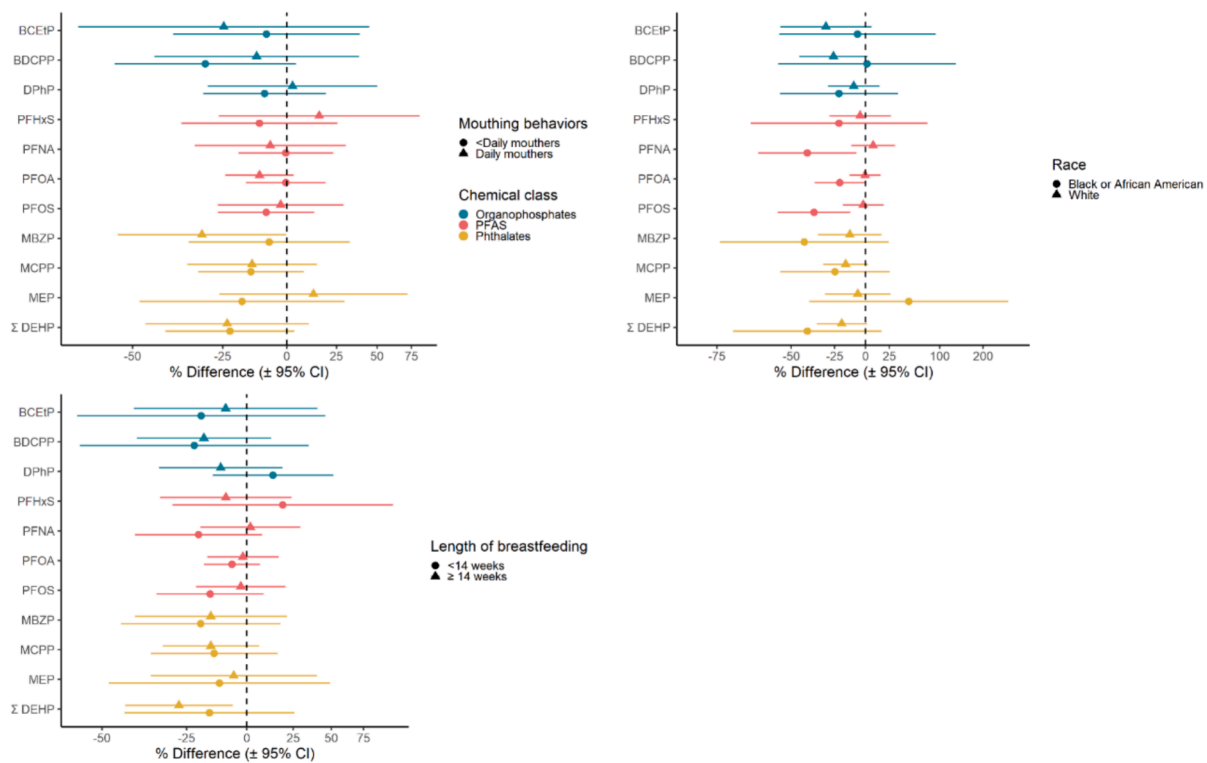 BCEtP
BDCPP
DPhP
PFHxS
PFNA
PFOA
PFOS
MBZP
MCPP
MEP
Σ DEHP
-50
-25
0
25
50
75
% Difference (± 95% CI)
Mouthing behaviors
<Daily mouthers
Daily mouthers
Chemical class
Organophosphates
PFAS
Phthalates
BCEtP
BDCPP
DPhP
PFHxS
PFNA
PFOA
PFOS
MBZP
MCPP
MEP
Σ DEHP
-75
-50
-25
0
25
100
200
% Difference (± 95% CI)
Race
Black or African American
White
BCEtP
BDCPP
DPhP
PFHxS
PFNA
PFOA
PFOS
MBZP
MCPP
MEP
Σ DEHP
-50
-25
0
25
50
75
% Difference (± 95% CI)
Length of breastfeeding
<14 weeks
≥ 14 weeks